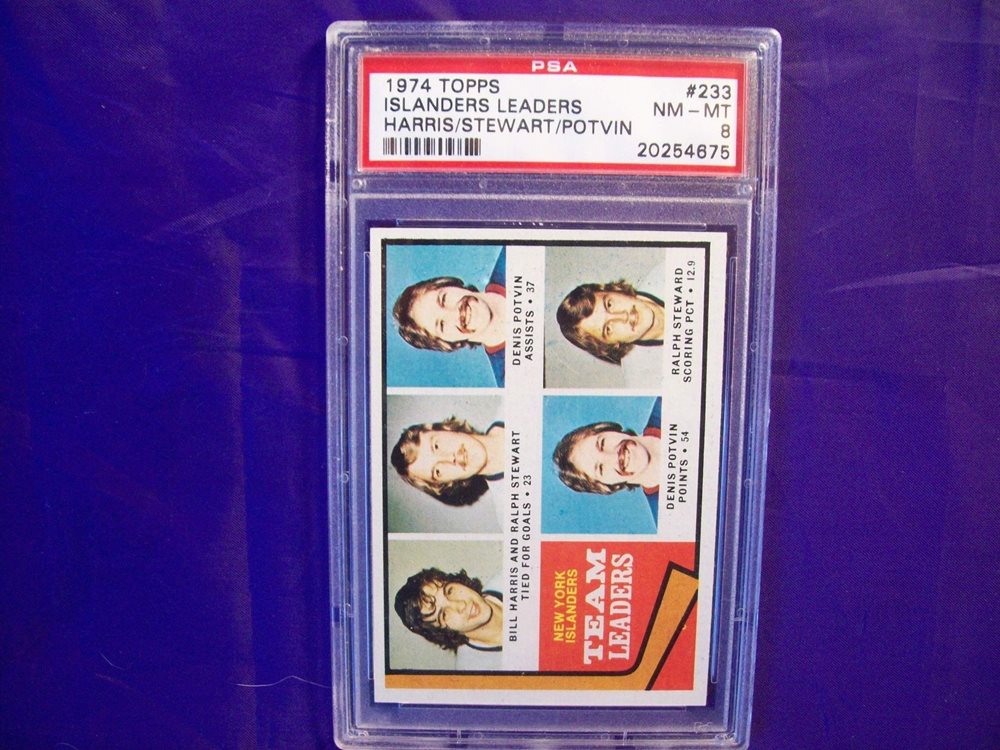 PSA
1974 TOPPS #233
ISLANDERS LEADERS NM - MT
HARRIS/STEWART/POTVIN 8
20254675
BILL HARRIS AND RALPH STEWART
TIED FOR GOALS • 23
DENIS POTVIN
ASSISTS • 37
NEW YORK
ISLANDERS
TEAM
LEADERS
DENIS POTVIN
POINTS • 54
RALPH STEWARD
SCORING PCT • 12.9